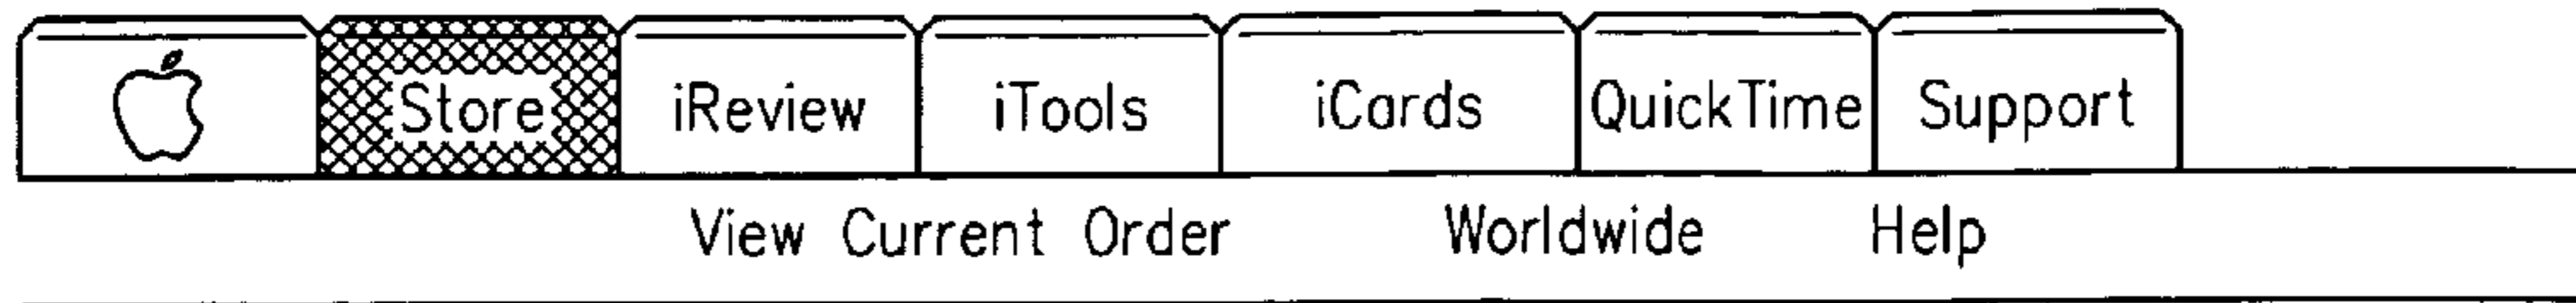 Store iReview iTools iCards QuickTime Support
View Current Order Worldwide Help